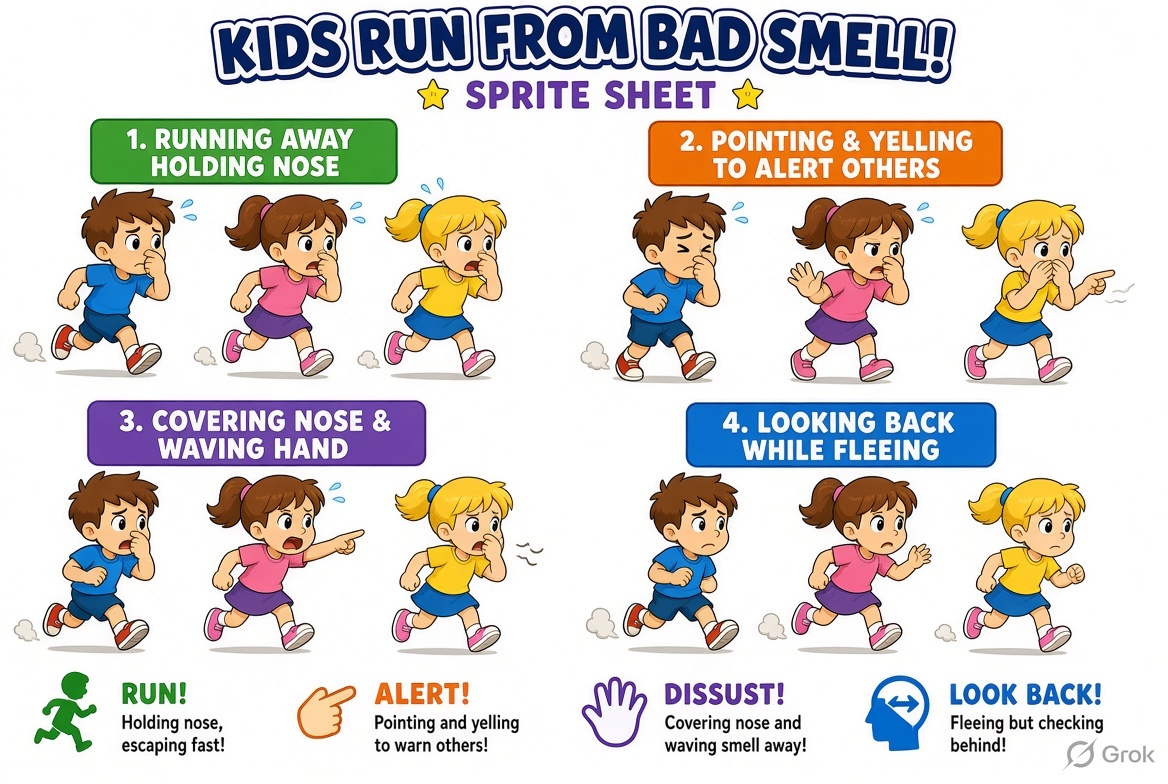 KIDS RUN FROM BAD SMELL!
SPRITE SHEET
1. RUNNING AWAY
HOLDING NOSE
2. POINTING & YELLING
TO ALERT OTHERS
3. COVERING NOSE &
WAVING HAND
4. LOOKING BACK
WHILE FLEEING
RUN!
Holding nose,
escaping fast!
ALERT!
Pointing and yelling
to warn others!
DISSUST!
Covering nose and
waving smell away!
LOOK BACK!
Fleeing but checking
behind!
Grok